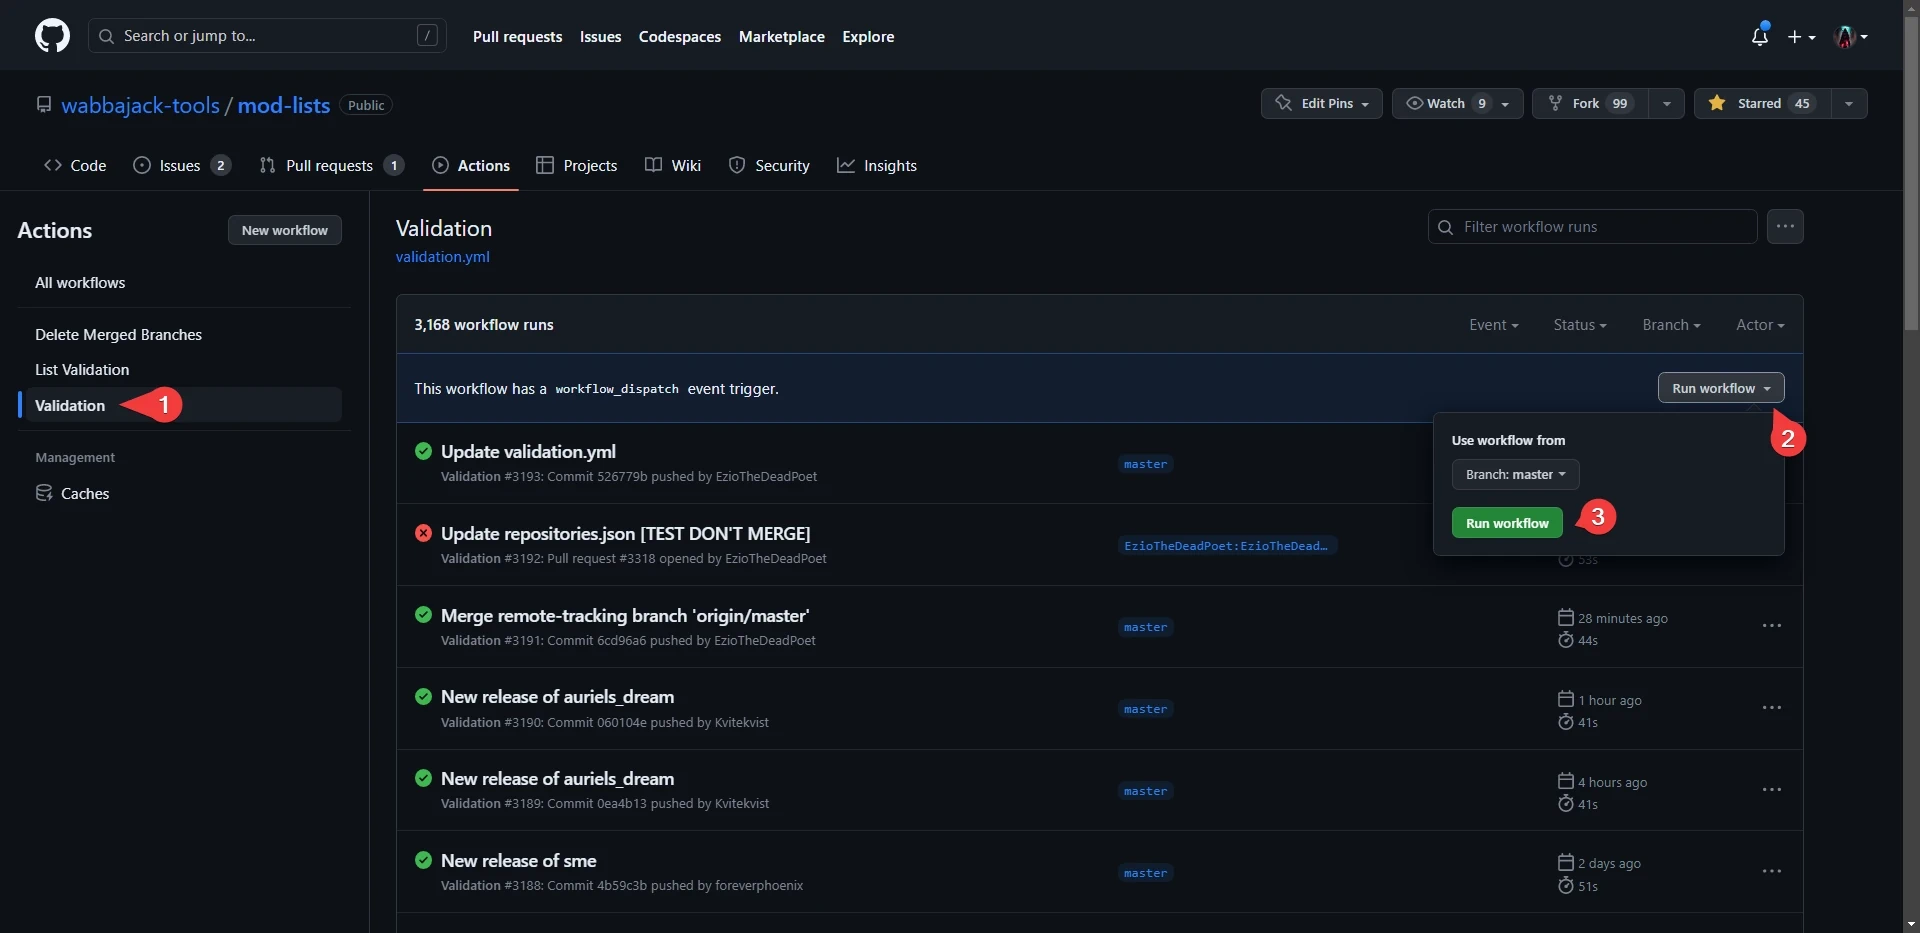 Search or jump to... /
Pull requests Issues Codespaces Marketplace Explore
wabbajack-tools / mod-lists Public
Edit Pins Watch 9 Fork 99 Starred 45
Code Issues 2 Pull requests 1 Actions Projects Wiki Security Insights
Actions
New workflow
All workflows
Delete Merged Branches
List Validation
Validation
1
Management
Caches
Validation
validation.yml
Filter workflow runs
3,168 workflow runs
Event Status Branch Actor
This workflow has a workflow_dispatch event trigger.
Run workflow
2
Use workflow from
Branch: master
Run workflow
3
Update validation.yml
Validation #3193: Commit 526779b pushed by EzioTheDeadPoet
master
Update repositories.json [TEST DON'T MERGE]
Validation #3192: Pull request #3318 opened by EzioTheDeadPoet
EzioTheDeadPoet:EzioTheDead...
53s
Merge remote-tracking branch 'origin/master'
Validation #3191: Commit 6cd96a6 pushed by EzioTheDeadPoet
master
28 minutes ago
44s
New release of auriels_dream
Validation #3190: Commit 060104e pushed by Kvitekvist
master
1 hour ago
41s
New release of auriels_dream
Validation #3189: Commit 0ea4b13 pushed by Kvitekvist
master
4 hours ago
41s
New release of sme
Validation #3188: Commit 4b59c3b pushed by foreverphoenix
master
2 days ago
51s